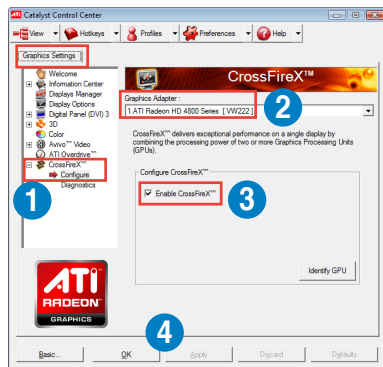 Catalyst Control Center
View
Hotkeys
Profiles
Preferences
Help
Graphics Settings
Welcome
Information Center
Displays Manager
Display Options
Digital Panel (DVI) 3
3D
Color
Avivo™ Video
ATI Overdrive™
CrossFireX™
Configure
Diagnostics
1
CrossFireX™
Graphics Adapter :
1.ATI Radeon HD 4800 Series [ VW222 ]
2
CrossFireX™ delivers exceptional performance on a single display by
combining the processing power of two or more Graphics Processing Units
(GPUs).
Configure CrossFireX™
Enable CrossFireX™
3
Identify GPU
ATI
RADEON
GRAPHICS
4
Basic...
OK
Apply
Discard
Defaults